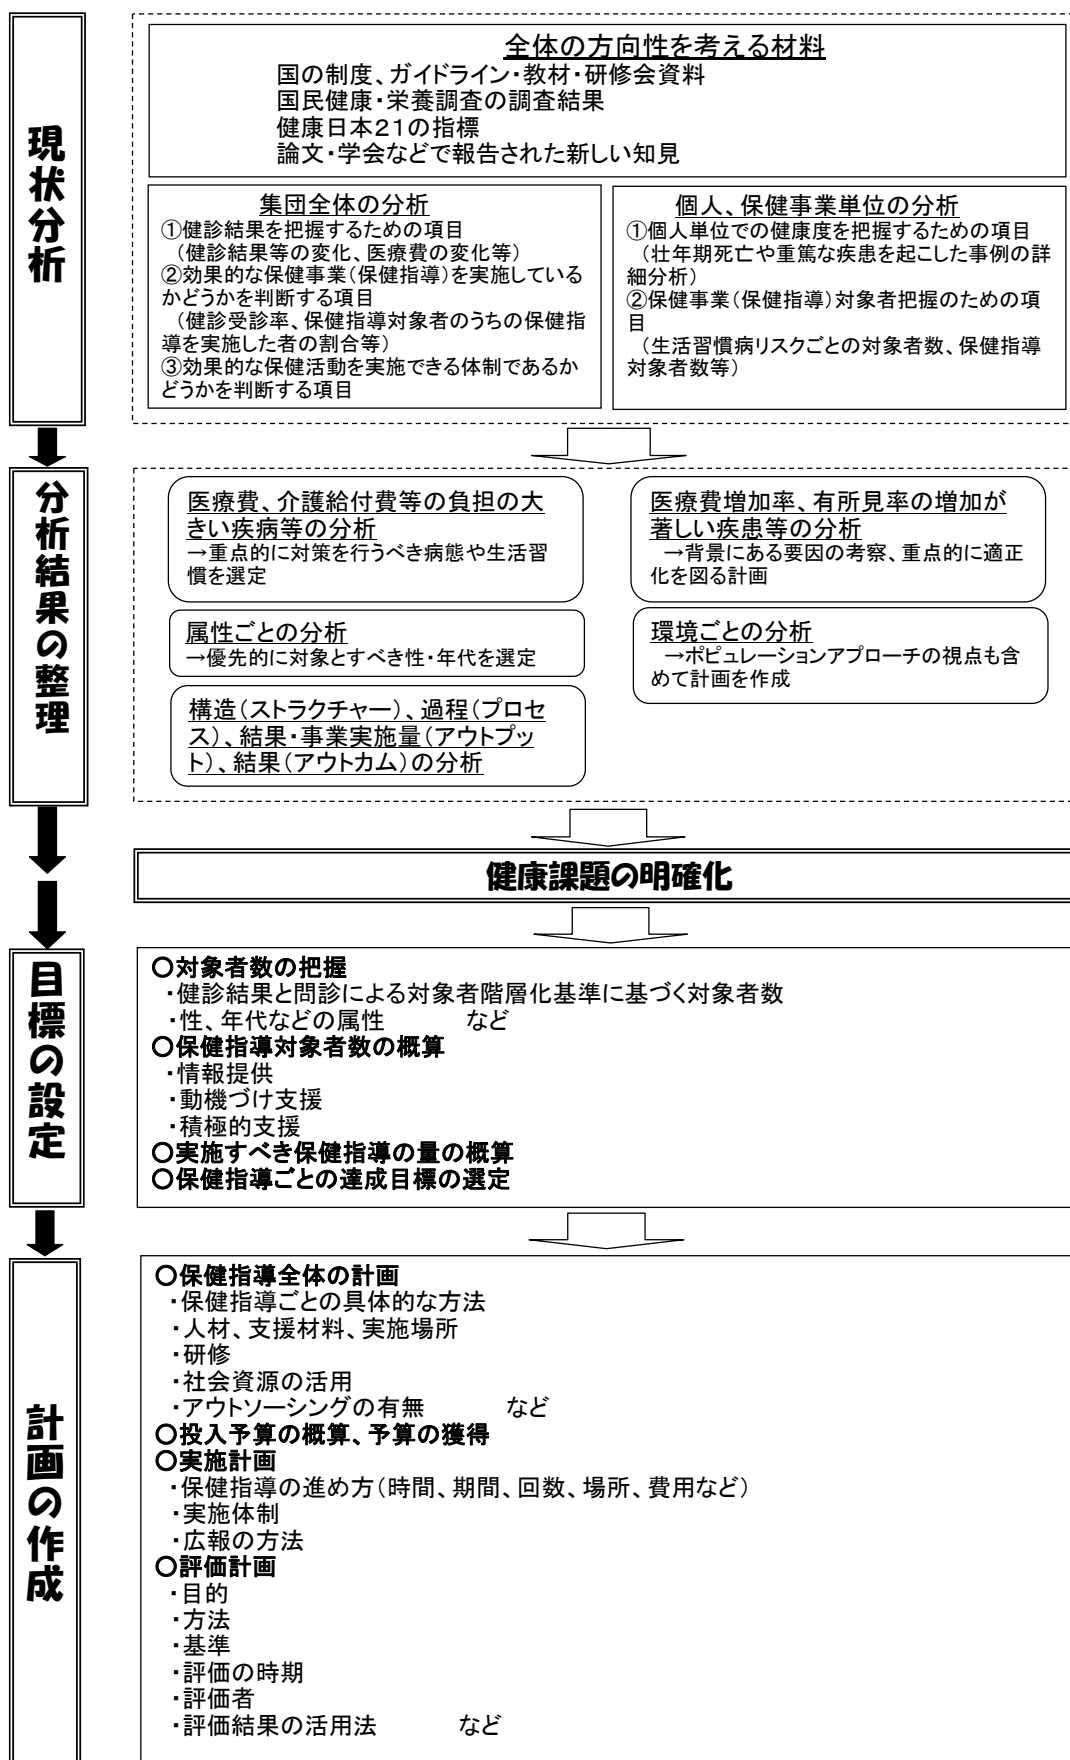 現状分析
全体の方向性を考える材料
国の制度、ガイドライン・教材・研修会資料
国民健康・栄養調査の調査結果
健康日本21の指標
論文・学会などで報告された新しい知見
集団全体の分析
①健診結果を把握するための項目
（健診結果等の変化、医療費の変化等）
②効果的な保健事業（保健指導）を実施している
かどうかを判断する項目
（健診受診率、保健指導対象者のうちの保健指
導を実施した者の割合等）
③効果的な保健活動を実施できる体制であるか
どうかを判断する項目
個人、保健事業単位の分析
①個人単位での健康度を把握するための項目
（壮年期死亡や重篤な疾患を起こした事例の詳
細分析）
②保健事業（保健指導）対象者把握のための項
目
（生活習慣病リスクごとの対象者数、保健指導
対象者数等）
分析結果の整理
医療費、介護給付費等の負担の大
きい疾病等の分析
→重点的に対策を行うべき病態や生活習
慣を選定
医療費増加率、有所見率の増加が
著しい疾患等の分析
→背景にある要因の考察、重点的に適正
化を図る計画
属性ごとの分析
→優先的に対象とすべき性・年代を選定
環境ごとの分析
→ポピュレーションアプローチの視点も含
めて計画を作成
構造（ストラクチャー）、過程（プロセ
ス）、結果・事業実施量（アウトプッ
ト）、結果（アウトカム）の分析
健康課題の明確化
目標の設定
○対象者数の把握
・健診結果と問診による対象者階層化基準に基づく対象者数
・性、年代などの属性　　　など
○保健指導対象者数の概算
・情報提供
・動機づけ支援
・積極的支援
○実施すべき保健指導の量の概算
○保健指導ごとの達成目標の選定
計画の作成
○保健指導全体の計画
・保健指導ごとの具体的な方法
・人材、支援材料、実施場所
・研修
・社会資源の活用
・アウトソーシングの有無　　　など
○投入予算の概算、予算の獲得
○実施計画
・保健指導の進め方（時間、期間、回数、場所、費用など）
・実施体制
・広報の方法
○評価計画
・目的
・方法
・基準
・評価の時期
・評価者
・評価結果の活用法　　　など